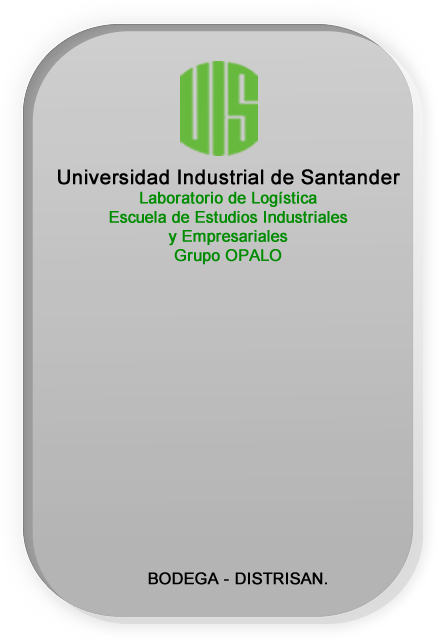 UIS
Universidad Industrial de Santander
Laboratorio de Logística
Escuela de Estudios Industriales
y Empresariales
Grupo OPALO
BODEGA - DISTRISAN.